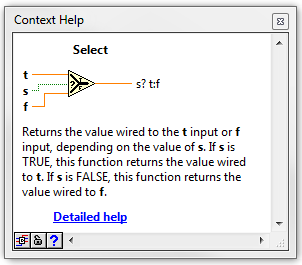 Context Help
Select
t
s
f
s? t:f
Returns the value wired to the t input or f
input, depending on the value of s. If s is
TRUE, this function returns the value wired
to t. If s is FALSE, this function returns the
value wired to f.
Detailed help
?